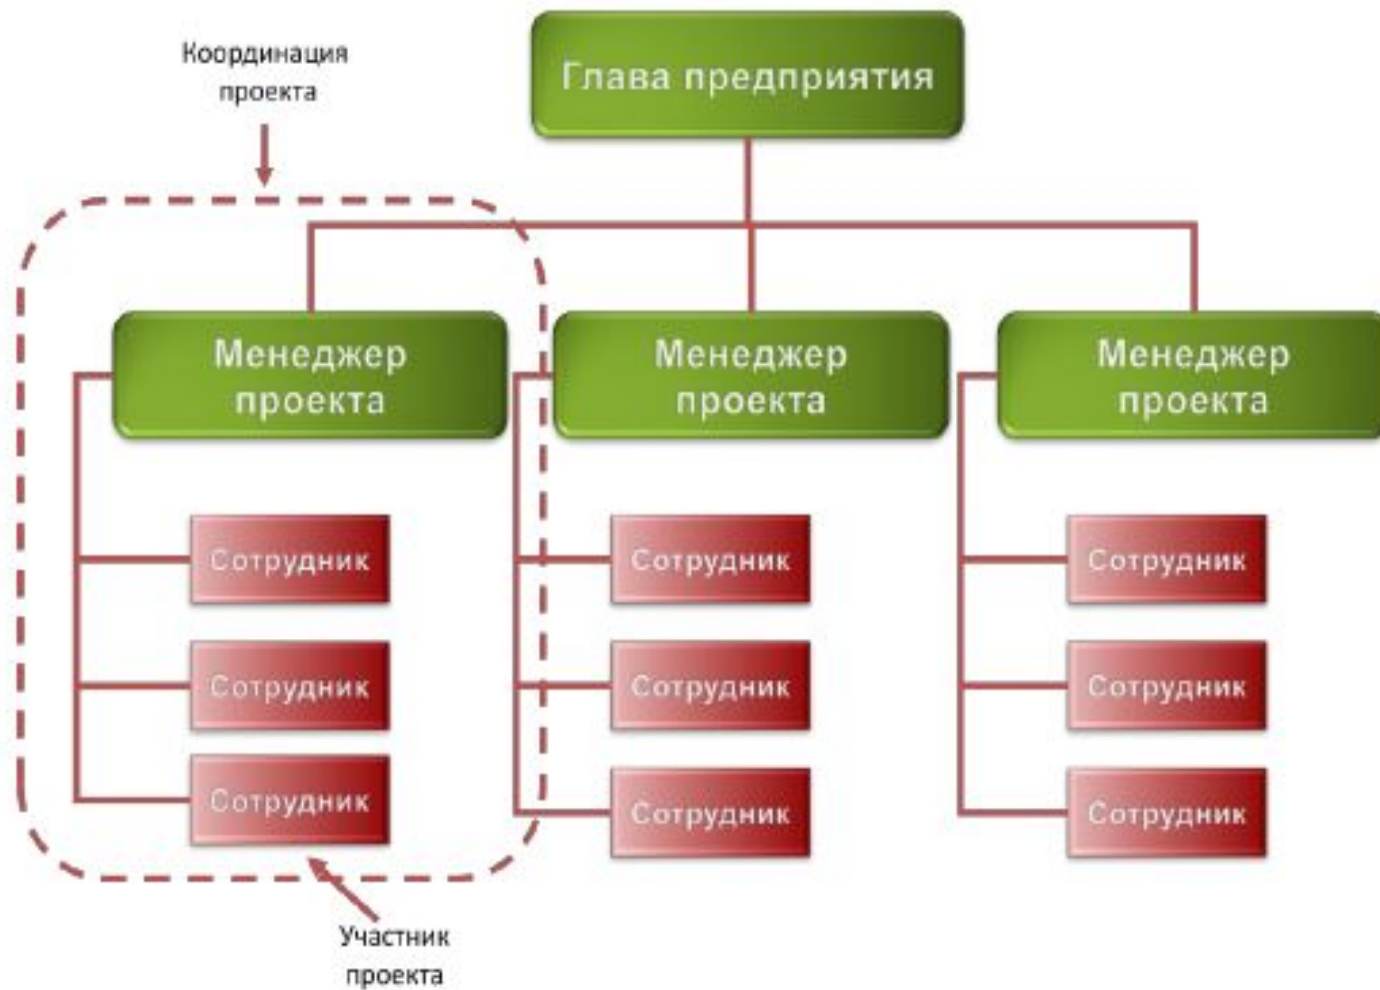 Координация
проекта
Глава предприятия
Менеджер
проекта
Менеджер
проекта
Менеджер
проекта
Сотрудник
Сотрудник
Сотрудник
Сотрудник
Сотрудник
Сотрудник
Сотрудник
Сотрудник
Сотрудник
Участник
проекта